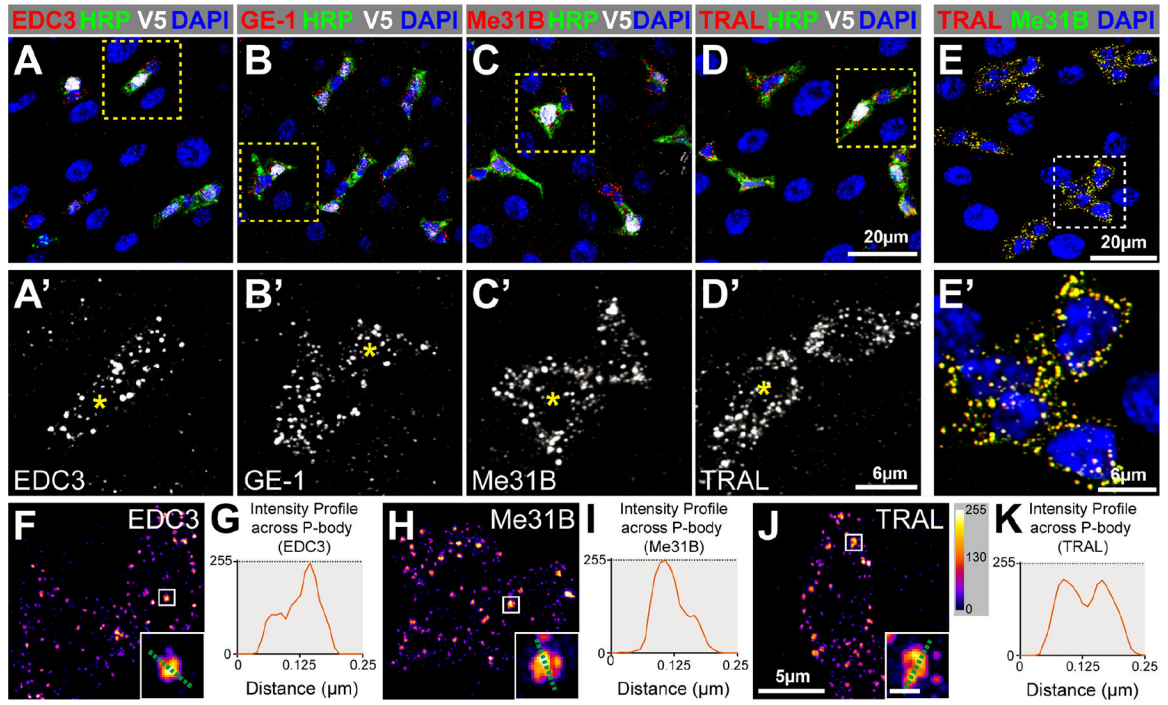 EDC3 HRP V5 DAPI
GE-1 HRP V5 DAPI
Me31B HRP V5 DAPI
TRAL HRP V5 DAPI
TRAL Me31B DAPI
A
B
C
D
20µm
E
20µm
A'
EDC3
B'
GE-1
C'
Me31B
D'
TRAL
6µm
E'
6µm
F
EDC3
G
Intensity Profile
across P-body
(EDC3)
255
0
0
0.125
0.25
Distance (µm)
H
Me31B
I
Intensity Profile
across P-body
(Me31B)
255
0
0
0.125
0.25
Distance (µm)
J
TRAL
5µm
255
130
0
K
Intensity Profile
across P-body
(TRAL)
255
0
0
0.125
0.25
Distance (µm)